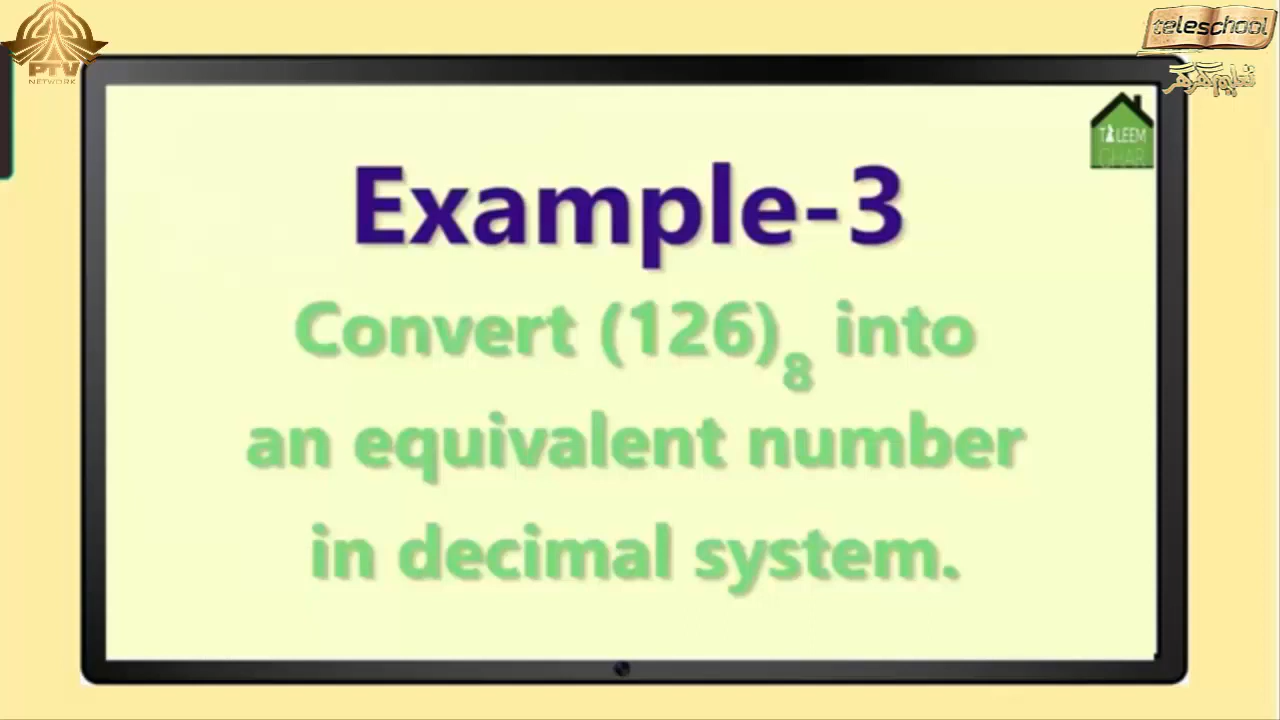 PTV
NETWORK
teleschool
تعلیم گھر گھر
TALEEM
GHAR
Example-3
Convert (126)8 into
an equivalent number
in decimal system.